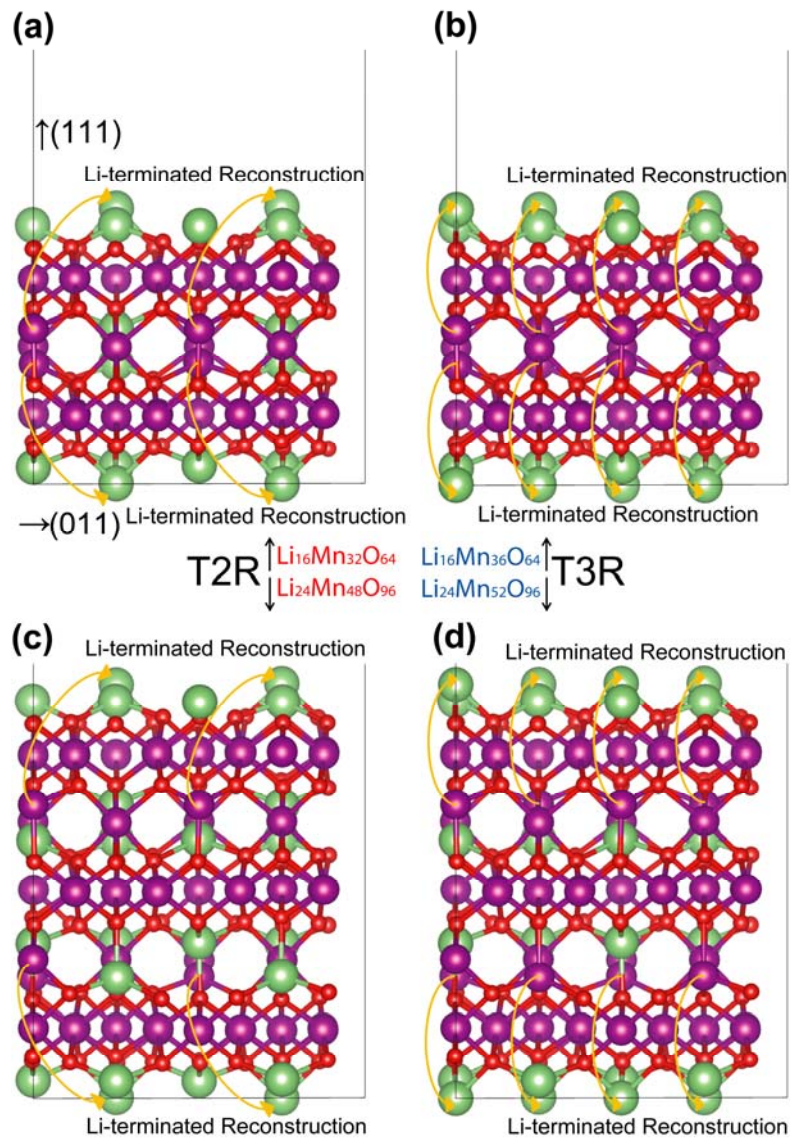 (a)
(b)
↑(111)
Li-terminated Reconstruction
Li-terminated Reconstruction
→(011)
Li-terminated Reconstruction
Li-terminated Reconstruction
T2R
Li₁₆Mn₃₂O₆₄
Li₂₄Mn₄₈O₉₆
Li₁₆Mn₃₆O₆₄
Li₂₄Mn₅₂O₉₆
T3R
(c)
Li-terminated Reconstruction
(d)
Li-terminated Reconstruction
Li-terminated Reconstruction
Li-terminated Reconstruction